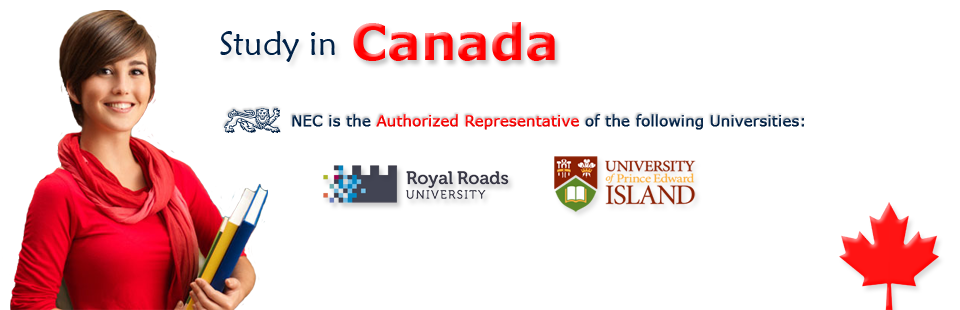 Study in Canada
NEC is the Authorized Representative of the following Universities:
Royal Roads
UNIVERSITY
UNIVERSITY
of Prince Edward
ISLAND